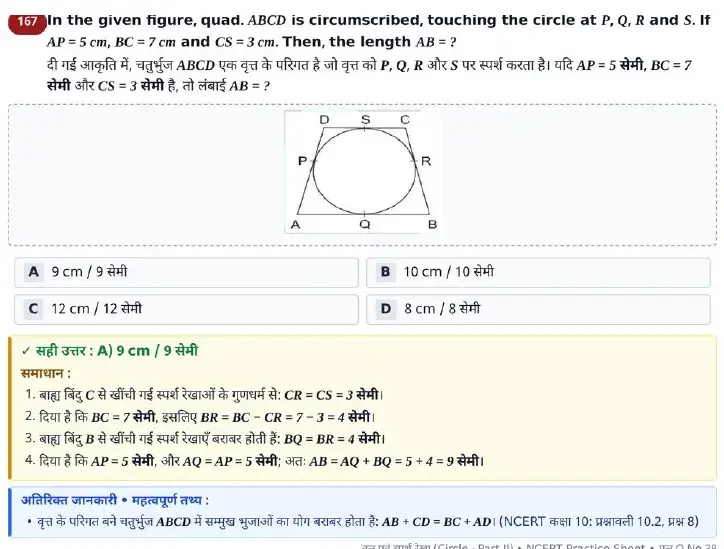 167 In the given figure, quad. ABCD is circumscribed, touching the circle at P, Q, R and S. If
AP = 5 cm, BC = 7 cm and CS = 3 cm. Then, the length AB = ?
दी गई आकृति में, चतुर्भुज ABCD एक वृत्त के परिगत है जो वृत्त को P, Q, R और S पर स्पर्श करता है। यदि AP = 5 सेमी, BC = 7
सेमी और CS = 3 सेमी है, तो लंबाई AB = ?
D S C
P R
A Q B
A 9 cm / 9 सेमी
B 10 cm / 10 सेमी
C 12 cm / 12 सेमी
D 8 cm / 8 सेमी
✓ सही उत्तर : A) 9 cm / 9 सेमी
समाधान :
1. बाह्य बिंदु C से खींची गई स्पर्श रेखाओं के गुणधर्म से: CR = CS = 3 सेमी।
2. दिया है कि BC = 7 सेमी, इसलिए BR = BC − CR = 7 − 3 = 4 सेमी।
3. बाह्य बिंदु B से खींची गई स्पर्श रेखाएँ बराबर होती हैं: BQ = BR = 4 सेमी।
4. दिया है कि AP = 5 सेमी, और AQ = AP = 5 सेमी; अतः AB = AQ + BQ = 5 + 4 = 9 सेमी।
अतिरिक्त जानकारी • महत्वपूर्ण तथ्य :
• वृत्त के परिगत बने चतुर्भुज ABCD में सम्मुख भुजाओं का योग बराबर होता है: AB + CD = BC + AD। (NCERT कक्षा 10: प्रश्नावली 10.2, प्रश्न 8)
(Circle - Part II) • NCERT Practice Sheet •